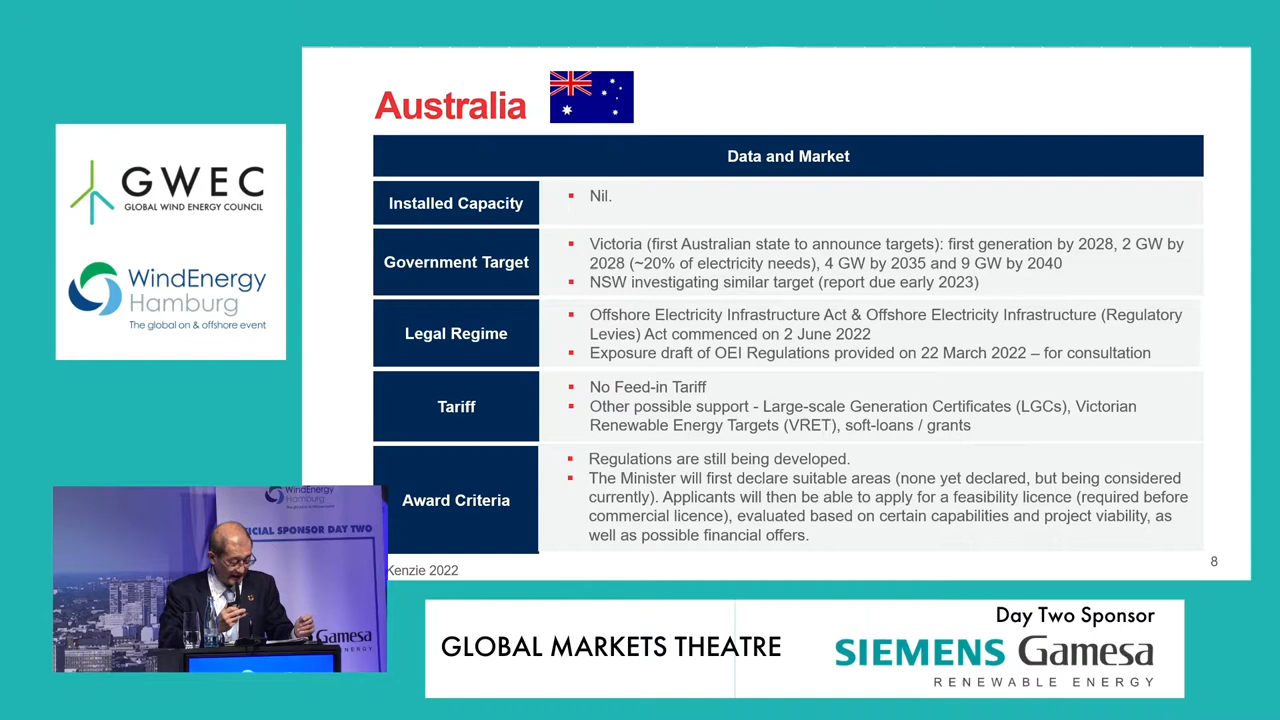 Australia
Data and Market
GWEC
GLOBAL WIND ENERGY COUNCIL
WindEnergy
Hamburg
The global on & offshore event
Installed Capacity
Nil.
Government Target
Victoria (first Australian state to announce targets): first generation by 2028, 2 GW by
2028 (~20% of electricity needs), 4 GW by 2035 and 9 GW by 2040
NSW investigating similar target (report due early 2023)
Legal Regime
Offshore Electricity Infrastructure Act & Offshore Electricity Infrastructure (Regulatory
Levies) Act commenced on 2 June 2022
Exposure draft of OEI Regulations provided on 22 March 2022 – for consultation
Tariff
No Feed-in Tariff
Other possible support - Large-scale Generation Certificates (LGCs), Victorian
Renewable Energy Targets (VRET), soft-loans / grants
Award Criteria
Regulations are still being developed.
The Minister will first declare suitable areas (none yet declared, but being considered
currently). Applicants will then be able to apply for a feasibility licence (required before
commercial licence), evaluated based on certain capabilities and project viability, as
well as possible financial offers.
Kenzie 2022
8
WindEnergy
Hamburg
CIAL SPONSOR DAY TWO
Gamesa
GLOBAL MARKETS THEATRE
Day Two Sponsor
SIEMENS Gamesa
RENEWABLE ENERGY